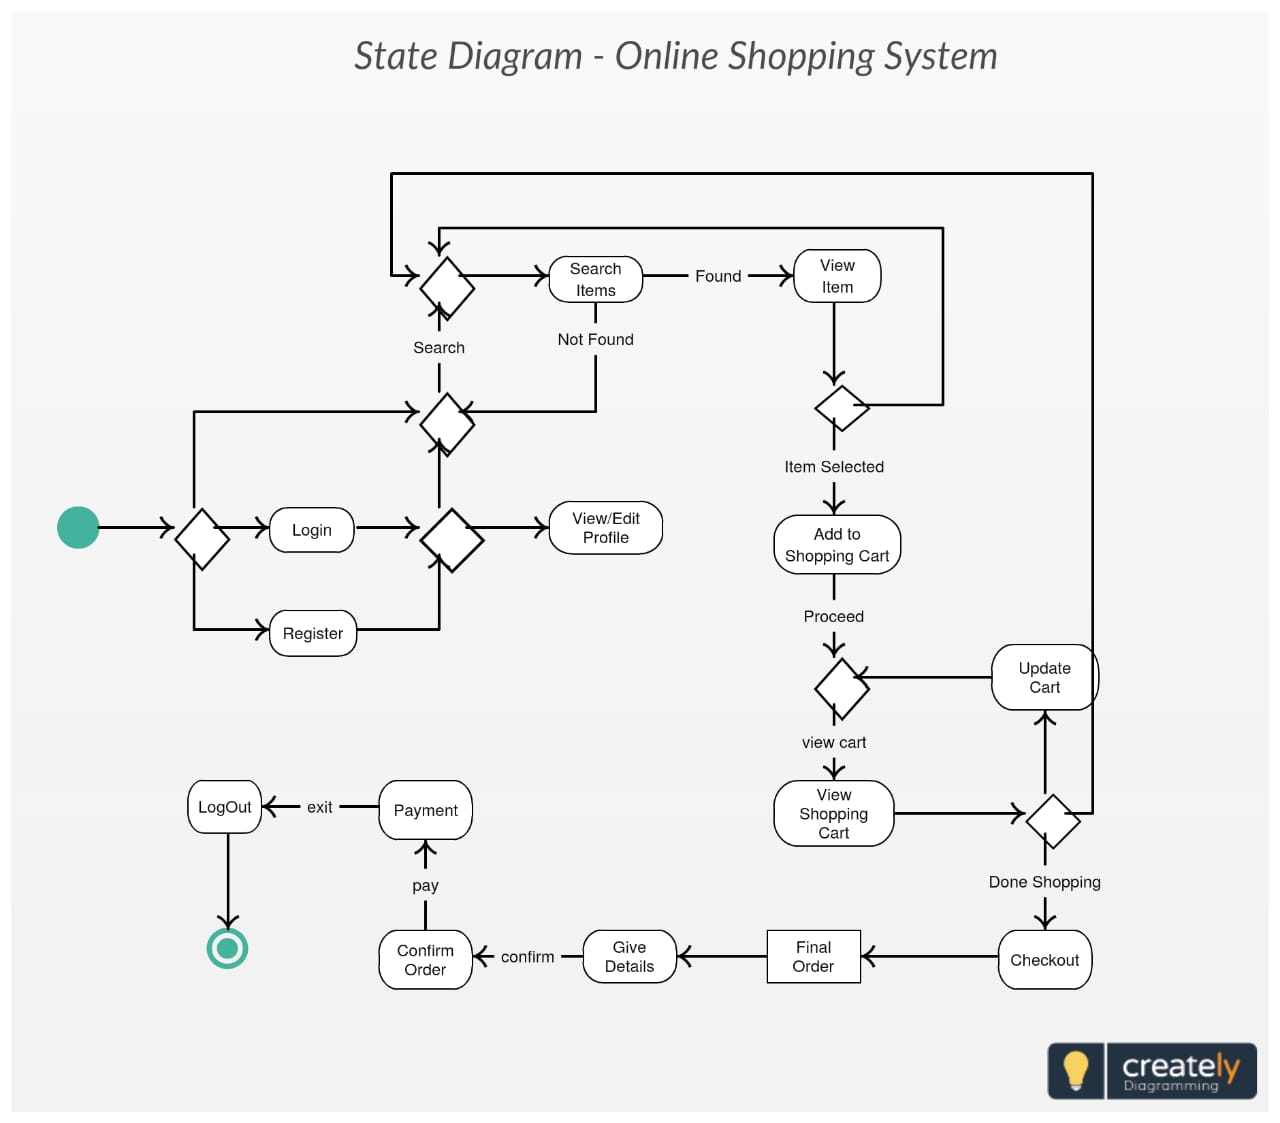 State Diagram - Online Shopping System
Search
Items
Found
View
Item
Not Found
Search
Item Selected
Login
View/Edit
Profile
Add to
Shopping Cart
Register
Proceed
Update
Cart
view cart
View
Shopping
Cart
LogOut
exit
Payment
pay
Done Shopping
Confirm
Order
confirm
Give
Details
Final
Order
Checkout
creately
Diagramming